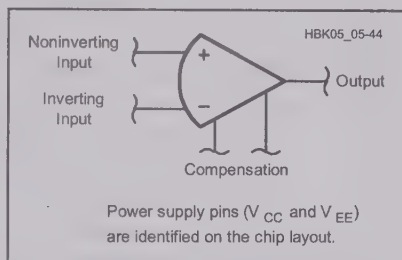 HBK05_05-44
Noninverting
Input
+
Output
Inverting
Input
−
Compensation
Power supply pins (V CC and V EE)
are identified on the chip layout.